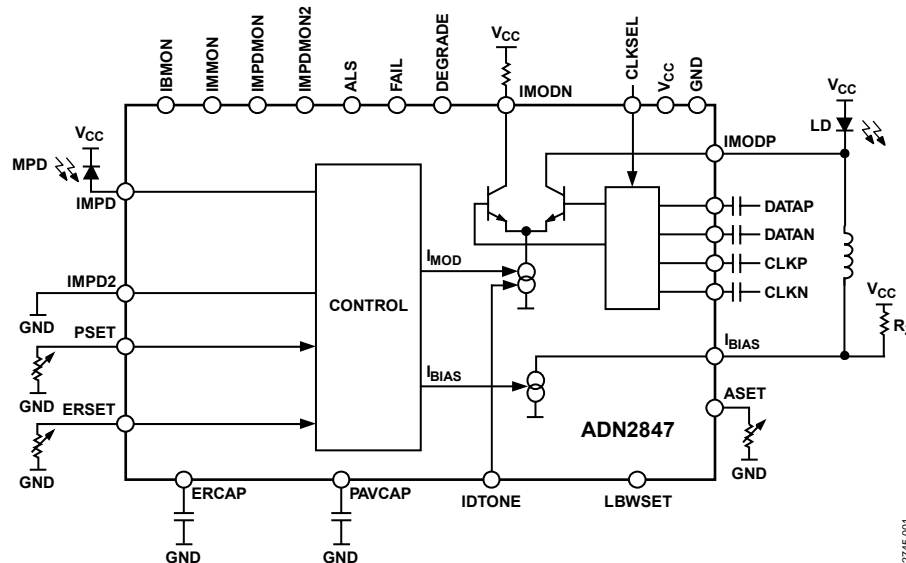 IBMON
IMMON
IMPDMON
IMPDMON2
ALS
FAIL
DEGRADE
VCC
IMODN
CLKSEL
VCC
GND
VCC
LD
IMODP
VCC
MPD
IMPD
DATAP
DATAN
CLKP
CLKN
IMOD
CONTROL
IMPD2
GND
PSET
GND
ERSET
GND
VCC
R
IBIAS
IBIAS
ASET
GND
ADN2847
ERCAP
PAVCAP
IDTONE
LBWSET
GND
GND